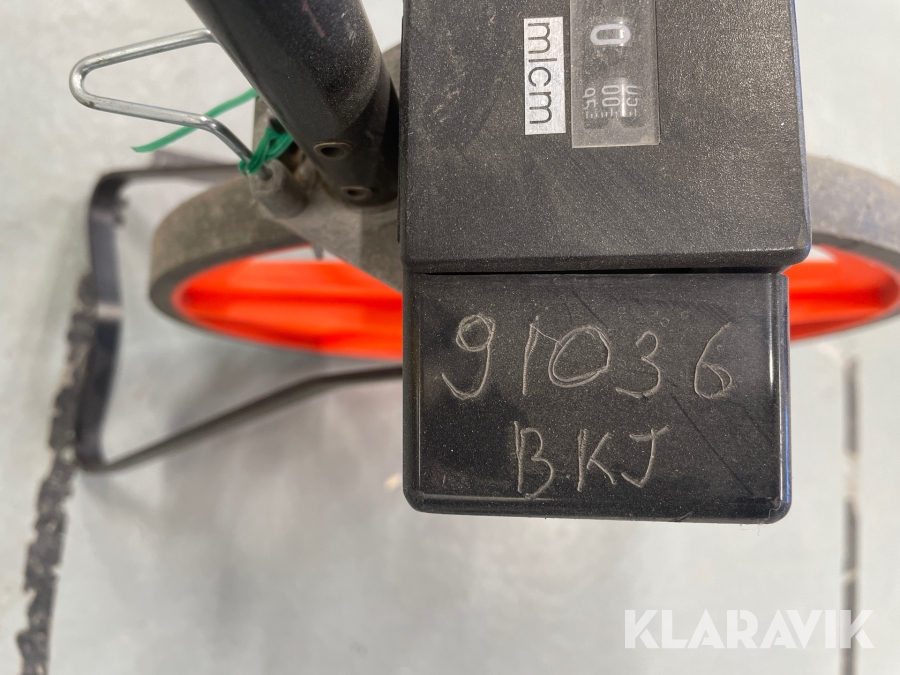 m|cm
0
91036
BKJ
KLARAVIK